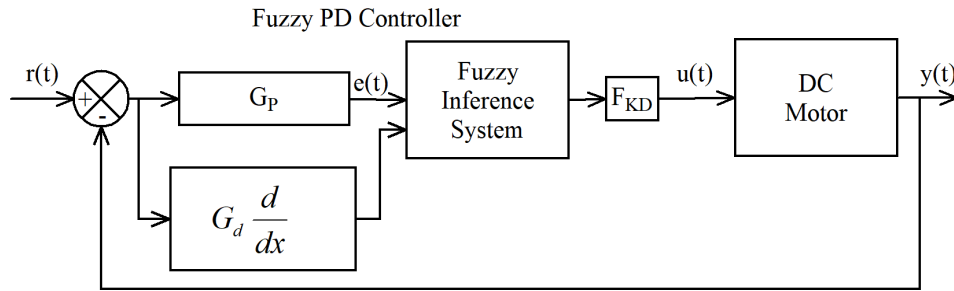 Fuzzy PD Controller
r(t)
+
-
G_P
e(t)
G_d d/dx
Fuzzy
Inference
System
F_KD
u(t)
DC
Motor
y(t)